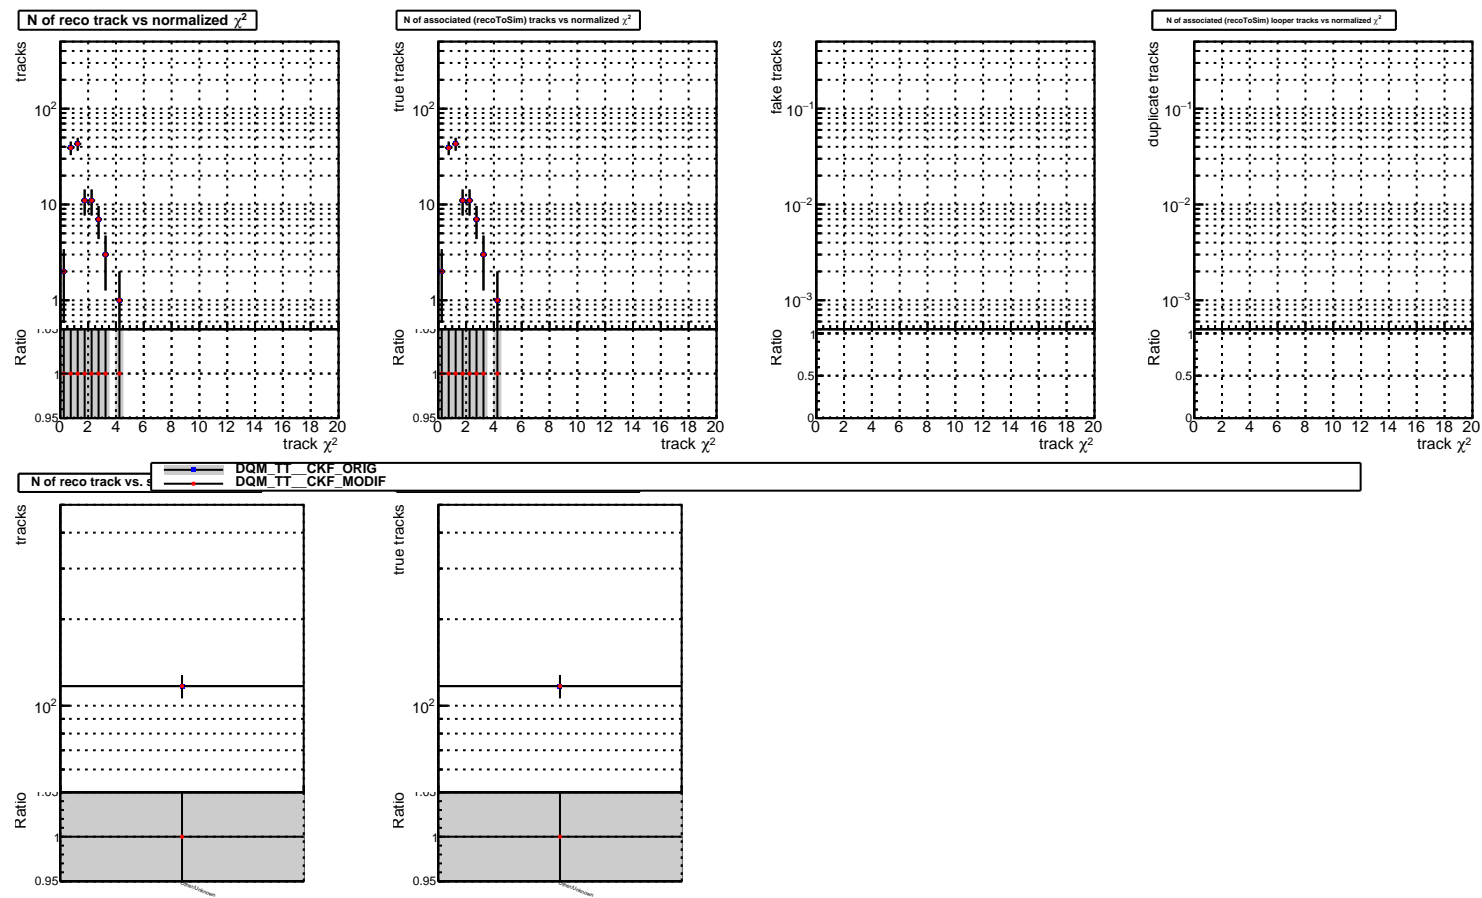 N of reco track vs normalized χ²
N of associated (recoToSim) tracks vs normalized χ²
N of associated (recoToSim) looper tracks vs normalized χ²
tracks
10²
10
1
Ratio
1
0.95
0 2 4 6 8 10 12 14 16 18 20
track χ²
true tracks
10²
10
1
Ratio
1
0.95
0 2 4 6 8 10 12 14 16 18 20
track χ²
fake tracks
10⁻¹
10⁻²
10⁻³
Ratio
1
0.5
0
0 2 4 6 8 10 12 14 16 18 20
track χ²
duplicate tracks
10⁻¹
10⁻²
10⁻³
Ratio
1
0.5
0
0 2 4 6 8 10 12 14 16 18 20
track χ²
DQM_TT__CKF_ORIG
DQM_TT__CKF_MODIF
N of reco track vs. s
tracks
10²
Ratio
1
0.95
true tracks
10²
Ratio
1
0.95